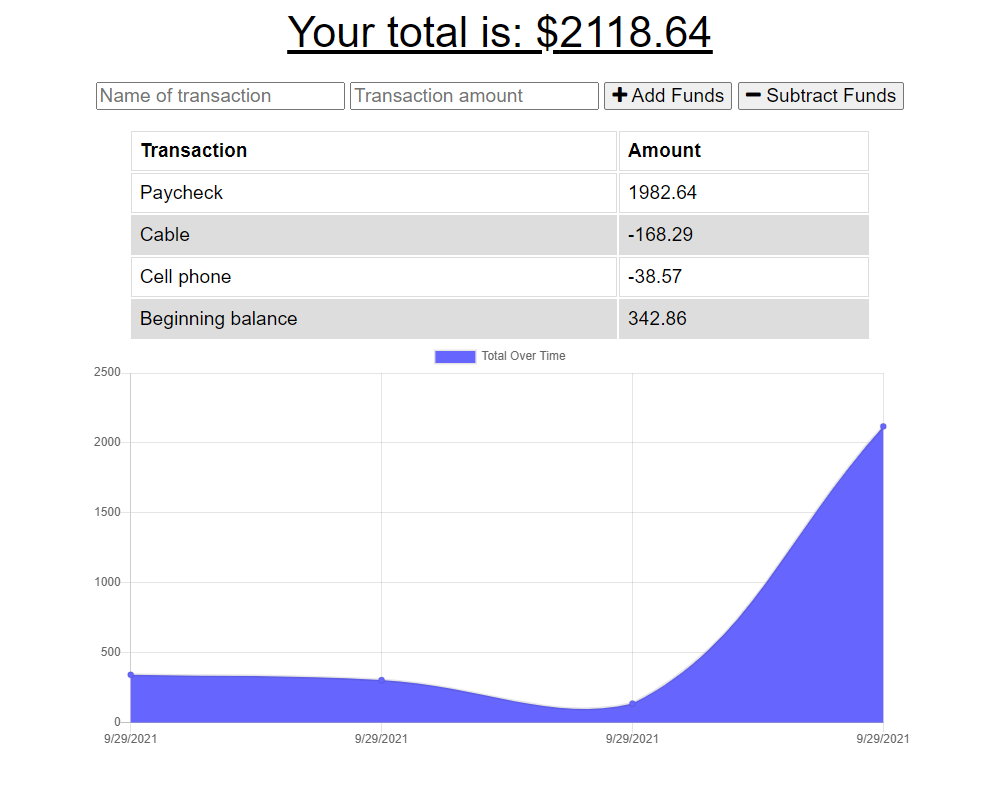 Your total is: $2118.64
Name of transaction Transaction amount Add Funds Subtract Funds
Transaction Amount
Paycheck 1982.64
Cable -168.29
Cell phone -38.57
Beginning balance 342.86
Total Over Time
2500
2000
1500
1000
500
0
9/29/2021 9/29/2021 9/29/2021 9/29/2021